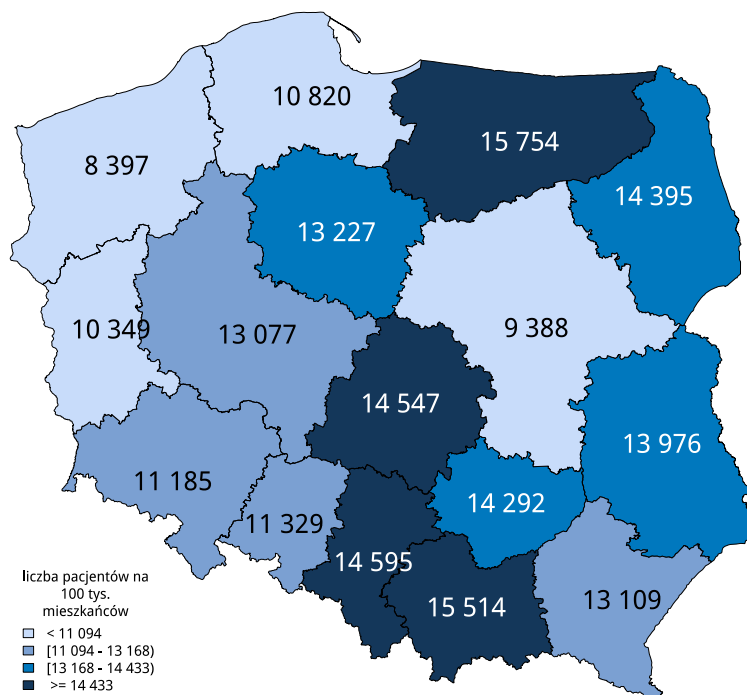 10 820
15 754
8 397
14 395
13 227
10 349
13 077
9 388
14 547
13 976
11 185
14 292
11 329
14 595
15 514
13 109
liczba pacjentów na
100 tys.
mieszkańców
< 11 094
[11 094 - 13 168)
[13 168 - 14 433)
>= 14 433